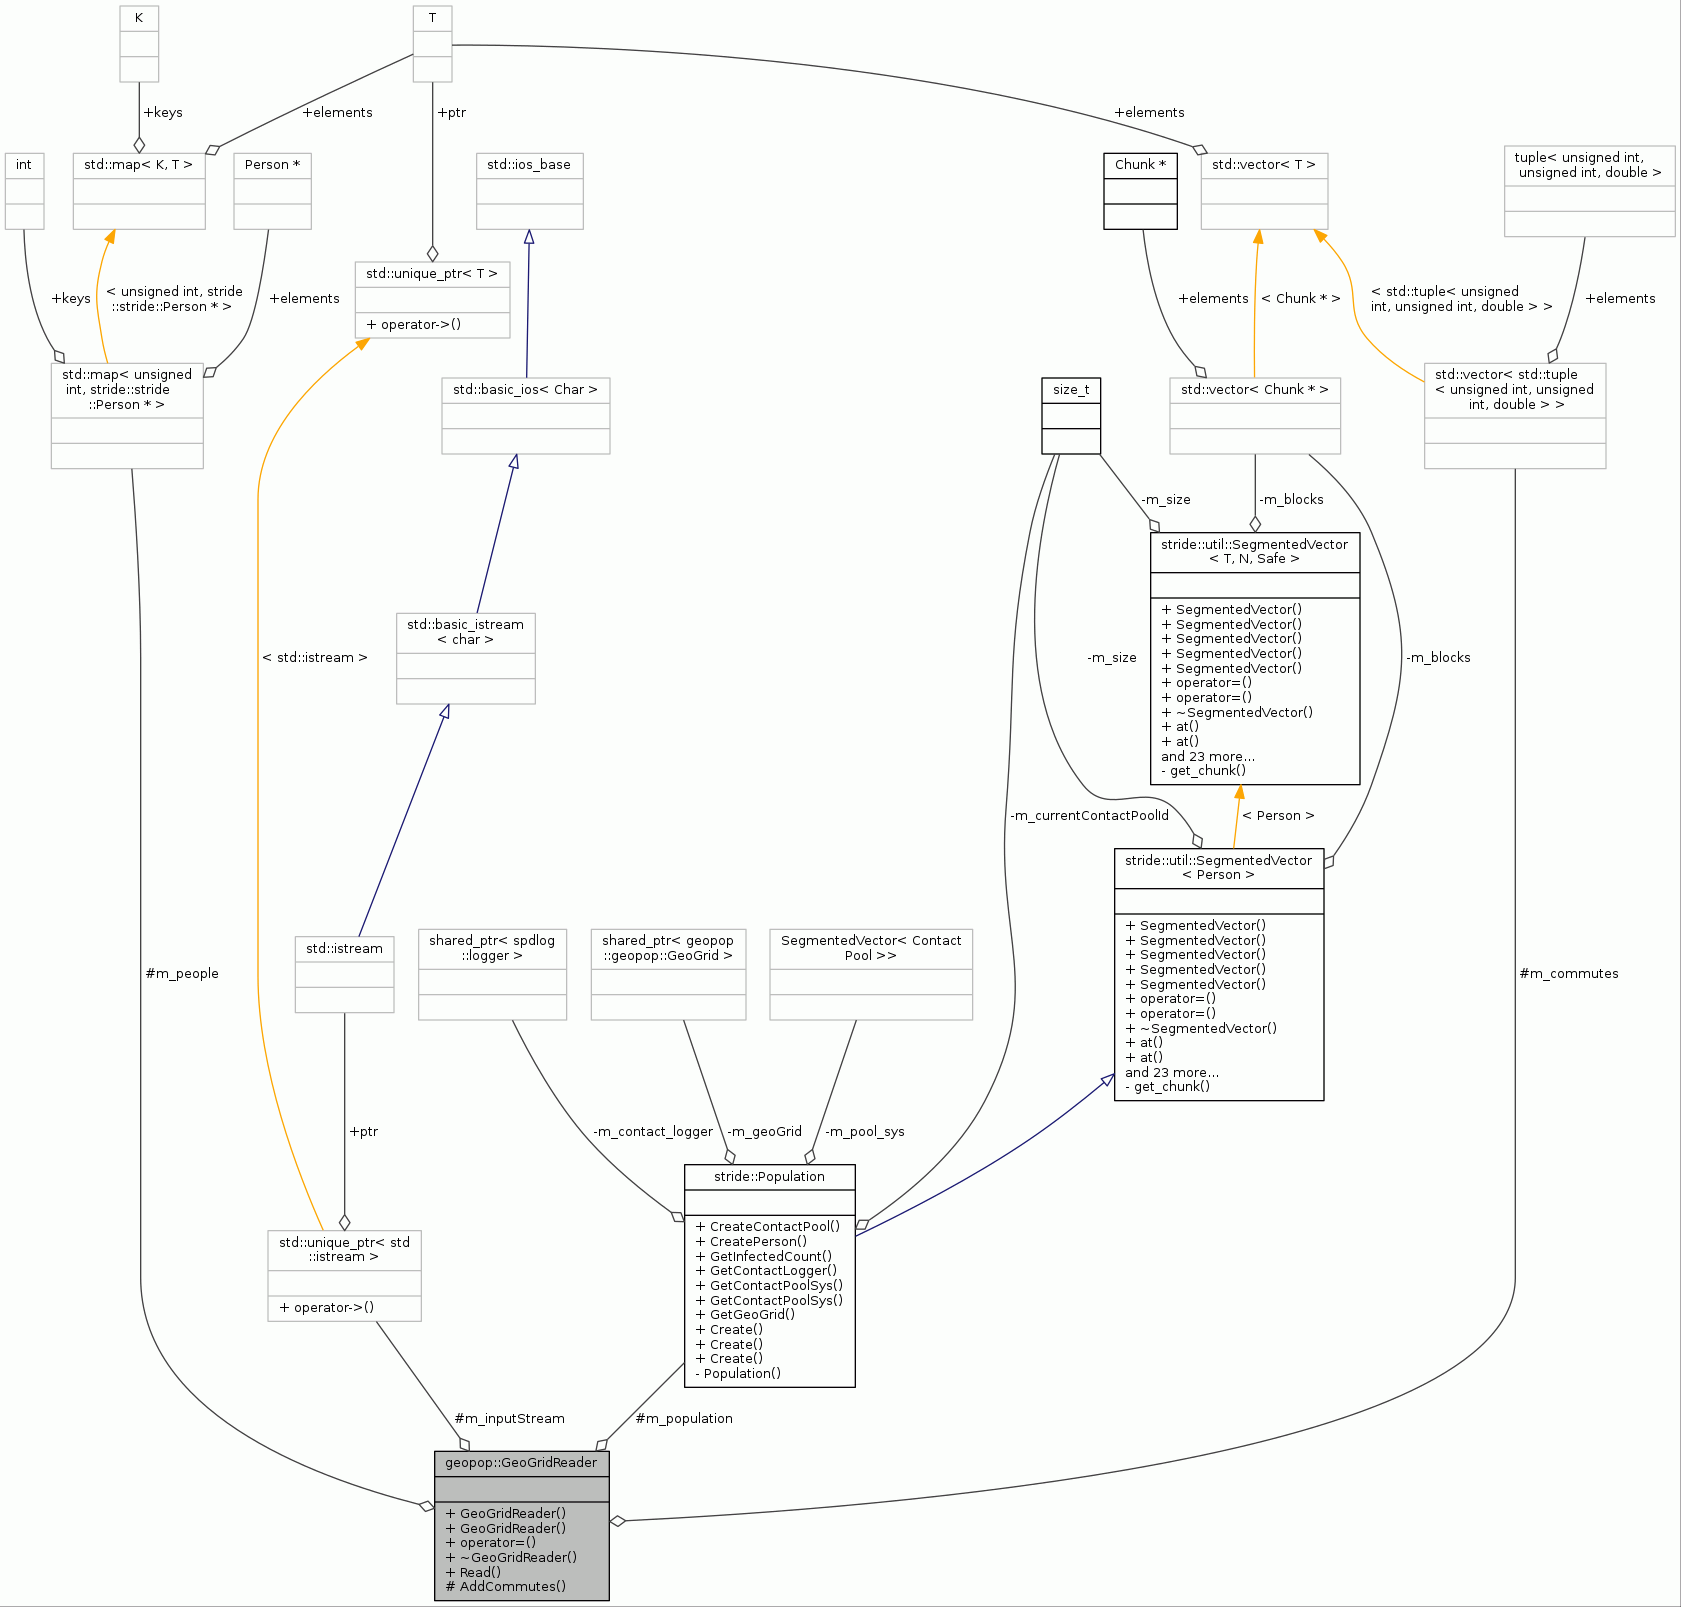 K
T
+keys
+elements
+ptr
+elements
int
std::map< K, T >
Person *
std::ios_base
Chunk *
std::vector< T >
tuple< unsigned int,
unsigned int, double >
std::unique_ptr< T >
+ operator->()
+keys
< unsigned int, stride
::stride::Person * >
+elements
+elements
< Chunk * >
< std::tuple< unsigned
int, unsigned int, double > >
+elements
std::map< unsigned
int, stride::stride
::Person * >
std::basic_ios< Char >
size_t
std::vector< Chunk * >
std::vector< std::tuple
< unsigned int, unsigned
int, double > >
-m_size
-m_blocks
stride::util::SegmentedVector
< T, N, Safe >
+ SegmentedVector()
+ SegmentedVector()
+ SegmentedVector()
+ SegmentedVector()
+ SegmentedVector()
+ operator=()
+ operator=()
+ ~SegmentedVector()
+ at()
+ at()
and 23 more...
- get_chunk()
std::basic_istream
< char >
< std::istream >
-m_size
-m_blocks
-m_currentContactPoolId
< Person >
stride::util::SegmentedVector
< Person >
+ SegmentedVector()
+ SegmentedVector()
+ SegmentedVector()
+ SegmentedVector()
+ SegmentedVector()
+ operator=()
+ operator=()
+ ~SegmentedVector()
+ at()
+ at()
and 23 more...
- get_chunk()
std::istream
shared_ptr< spdlog
::logger >
shared_ptr< geopop
::geopop::GeoGrid >
SegmentedVector< Contact
Pool >>
#m_people
#m_commutes
+ptr
-m_contact_logger
-m_geoGrid
-m_pool_sys
stride::Population
+ CreateContactPool()
+ CreatePerson()
+ GetInfectedCount()
+ GetContactLogger()
+ GetContactPoolSys()
+ GetContactPoolSys()
+ GetGeoGrid()
+ Create()
+ Create()
+ Create()
- Population()
std::unique_ptr< std
::istream >
+ operator->()
#m_inputStream
#m_population
geopop::GeoGridReader
+ GeoGridReader()
+ GeoGridReader()
+ operator=()
+ ~GeoGridReader()
+ Read()
# AddCommutes()